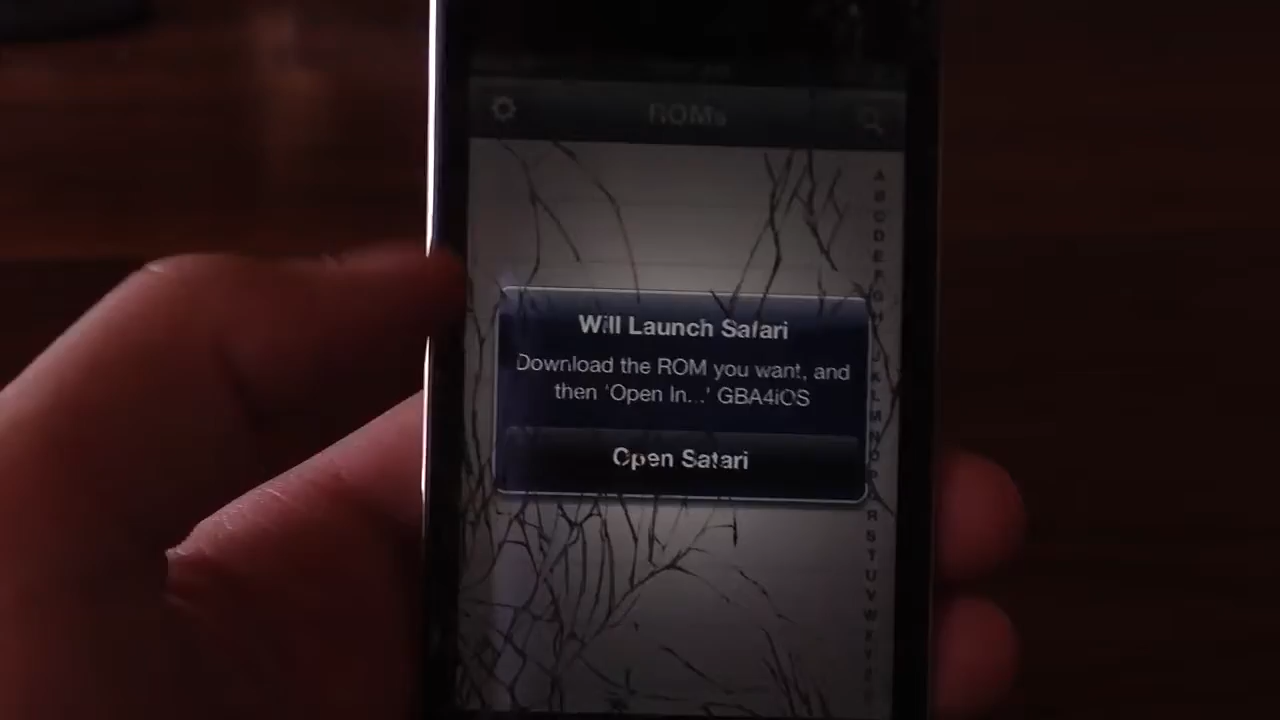 ROMs
Will Launch Safari
Download the ROM you want, and
then 'Open In...' GBA4iOS
Open Safari
A
B
C
D
E
F
G
H
J
K
L
M
N
O
P
R
S
T
U
V
W
X